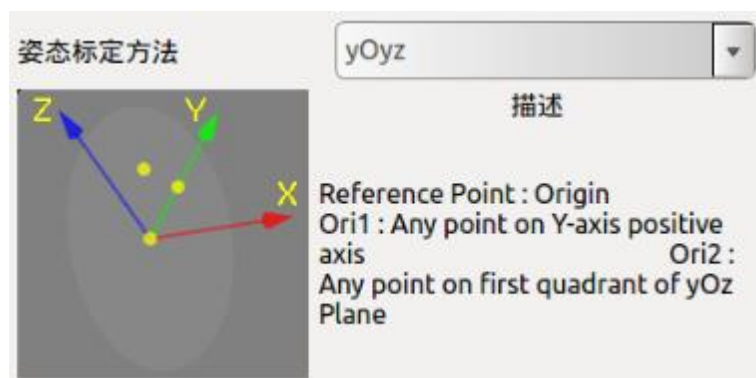 姿态标定方法
yOyz
描述
Z
Y
X
Reference Point : Origin
Ori1 : Any point on Y-axis positive
axis Ori2 :
Any point on first quadrant of yOz
Plane